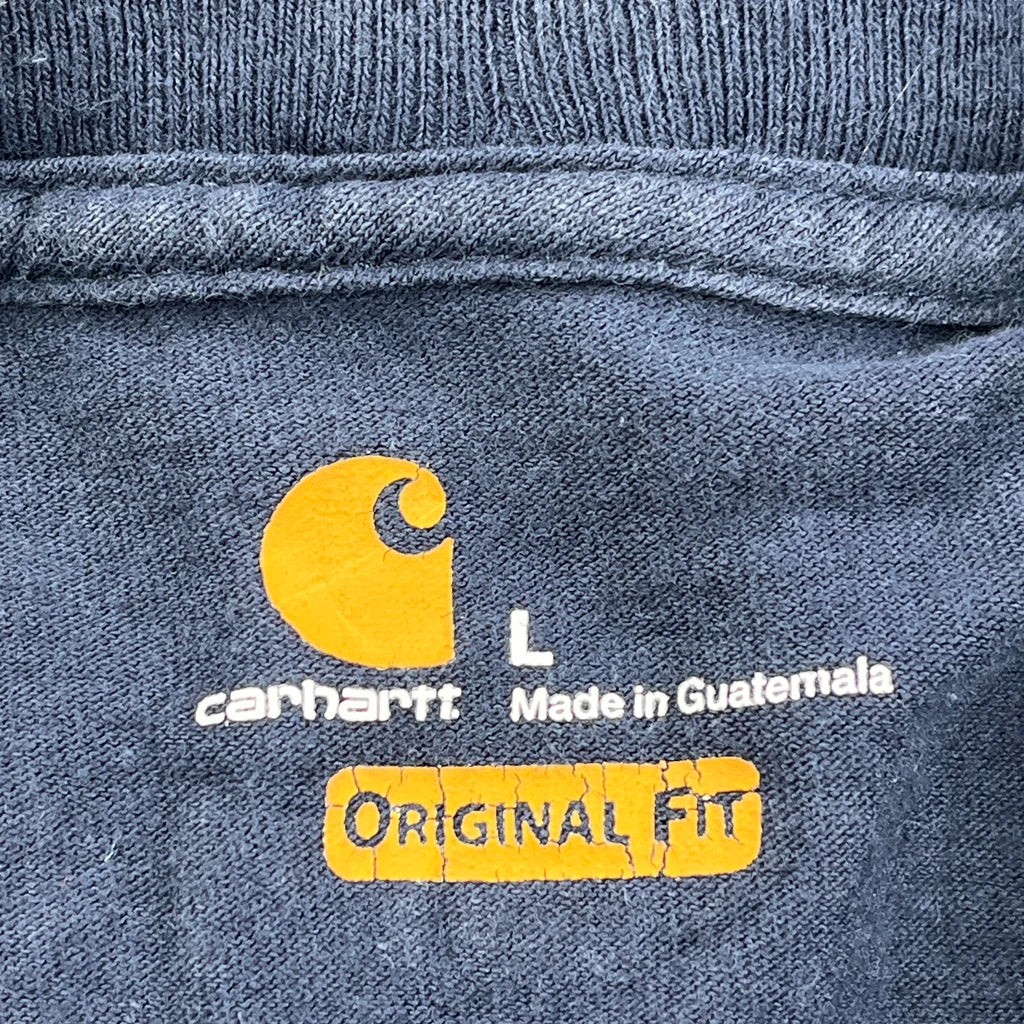 L
carhartt
Made in Guatemala
ORIGINAL FIT